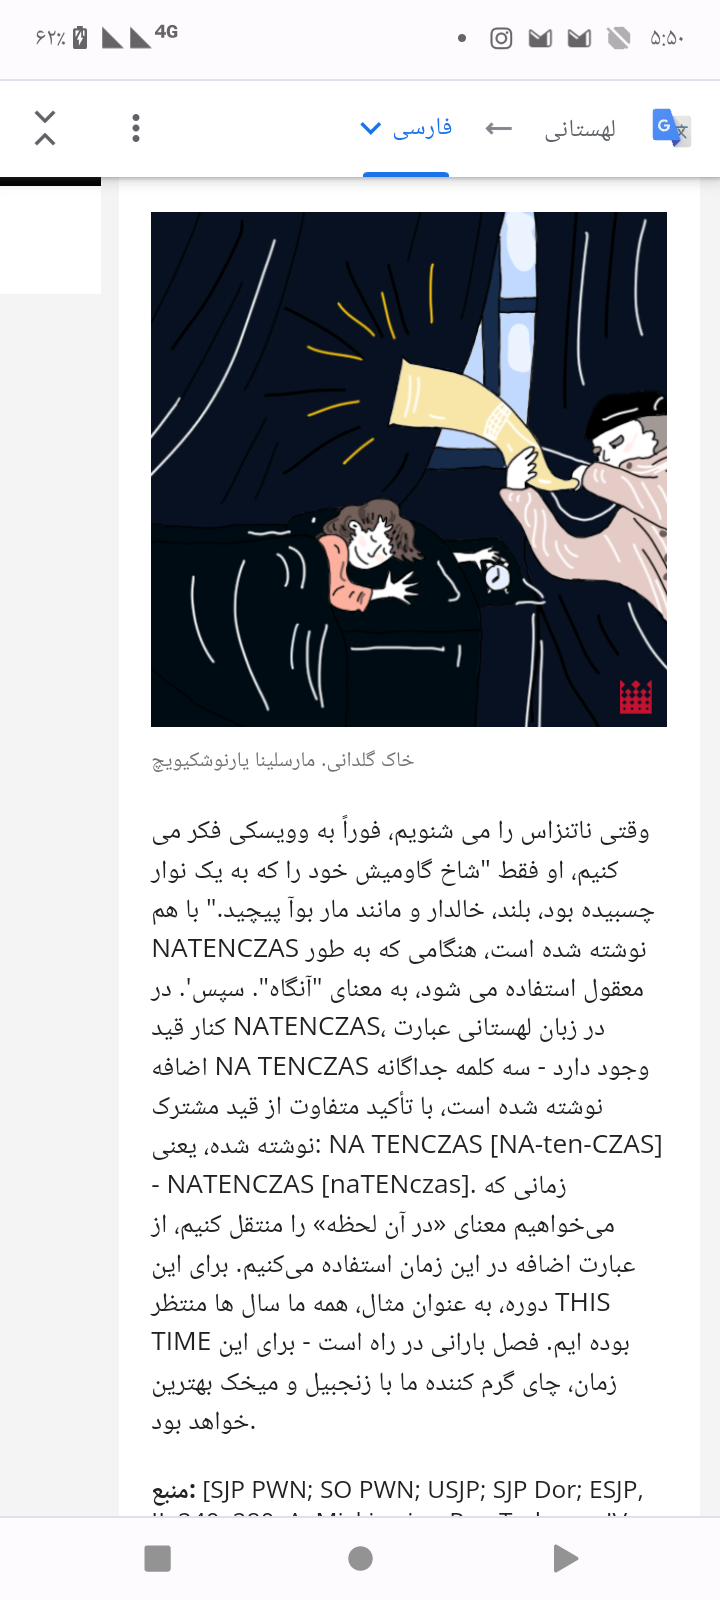 ۶۲٪ 4G ۵:۵۰
لهستانی ← فارسی
خاک گلدانی. مارسلینا یارنوشکیویچ
وقتی ناتنزاس را می شنویم، فوراً به وویسکی فکر می
کنیم، او فقط "شاخ گاومیش خود را که به یک نوار
چسبیده بود، بلند، خالدار و مانند مار بوآ پیچید." با هم
نوشته شده است، هنگامی که به طور NATENCZAS
معقول استفاده می شود، به معنای "آنگاه". سپس'. در
کنار قید NATENCZAS، در زبان لهستانی عبارت
اضافه NA TENCZAS وجود دارد - سه کلمه جداگانه
نوشته شده است، با تأکید متفاوت از قید مشترک
نوشته شده، یعنی: NA TENCZAS [NA-ten-CZAS]
- NATENCZAS [naTENczas]. زمانی که
می‌خواهیم معنای «در آن لحظه» را منتقل کنیم، از
عبارت اضافه در این زمان استفاده می‌کنیم. برای این
دوره، به عنوان مثال، همه ما سال ها منتظر THIS
TIME بوده ایم. فصل بارانی در راه است - برای این
زمان، چای گرم کننده ما با زنجبیل و میخک بهترین
خواهد بود.
منبع: [SJP PWN; SO PWN; USJP; SJP Dor; ESJP,